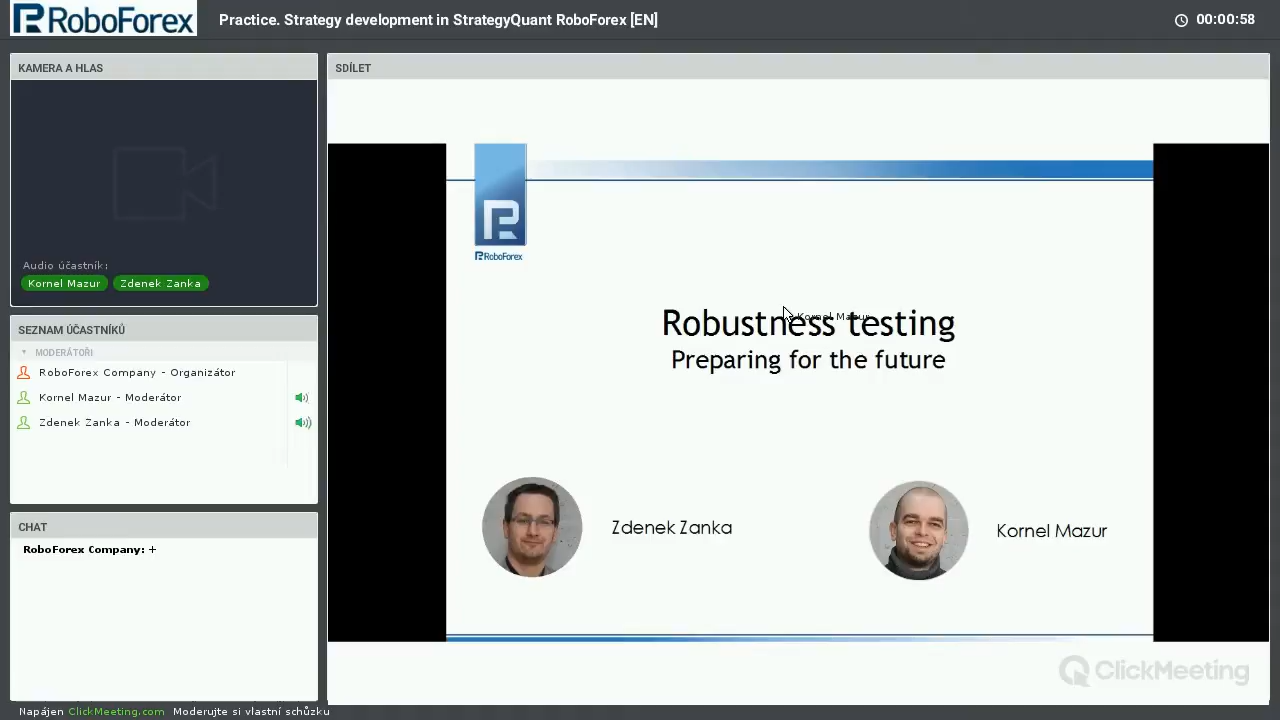 RoboForex
Practice. Strategy development in StrategyQuant RoboForex [EN]
00:00:58
KAMERA A HLAS
Audio účastník:
Kornel Mazur
Zdenek Zanka
SEZNAM ÚČASTNÍKŮ
MODERÁTOŘI
RoboForex Company - Organizátor
Kornel Mazur - Moderátor
Zdenek Zanka - Moderátor
CHAT
RoboForex Company: +
Napájen ClickMeeting.com Moderujte si vlastní schůzku
SDÍLET
RoboForex
Kornel Mazur
Robustness testing
Preparing for the future
Zdenek Zanka
Kornel Mazur
ClickMeeting